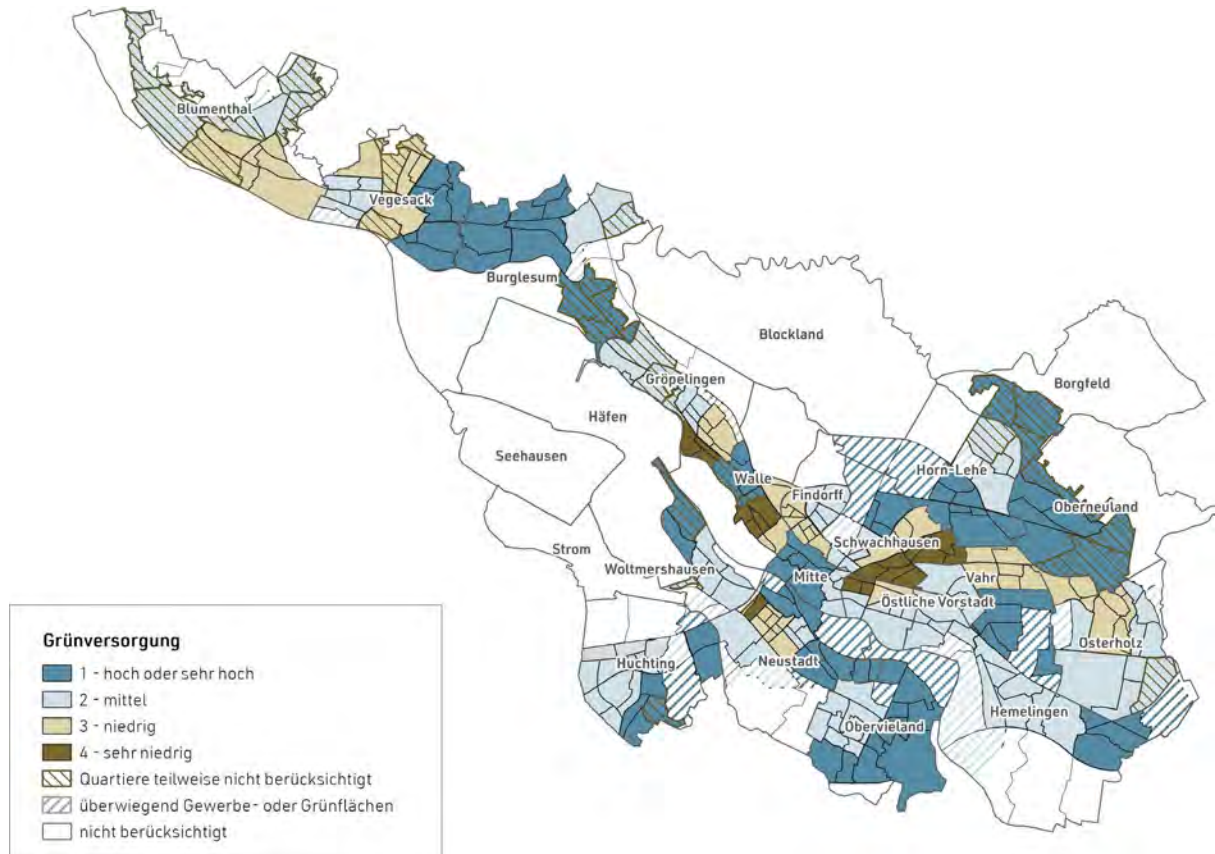 Blumenthal
Vegesack
Burglesum
Blockland
Gröpelingen
Borgfeld
Häfen
Seehausen
Walle
Horn-Lehe
Findorff
Oberneuland
Strom
Schwachhausen
Woltmershausen
Mitte
Vahr
Östliche Vorstadt
Osterholz
Huchting
Neustadt
Hemelingen
Obervieland
Grünversorgung
1 - hoch oder sehr hoch
2 - mittel
3 - niedrig
4 - sehr niedrig
Quartiere teilweise nicht berücksichtigt
überwiegend Gewerbe- oder Grünflächen
nicht berücksichtigt